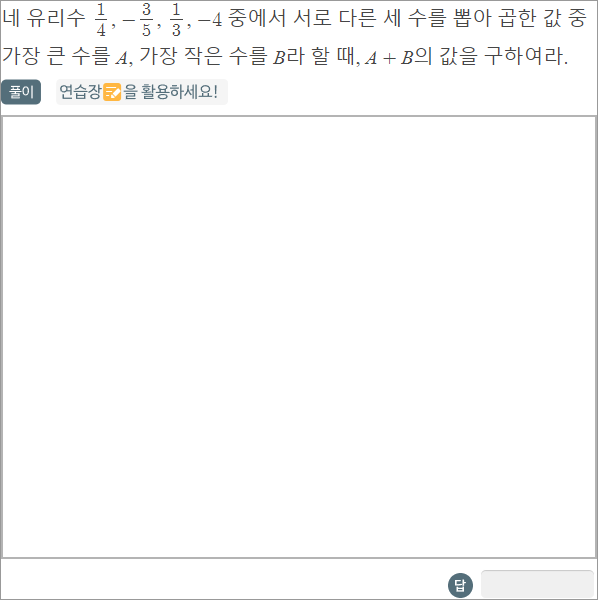 네 유리수 1/4, −3/5, 1/3, −4 중에서 서로 다른 세 수를 뽑아 곱한 값 중
가장 큰 수를 A, 가장 작은 수를 B라 할 때, A + B의 값을 구하여라.
풀이 연습장📝을 활용하세요!
답